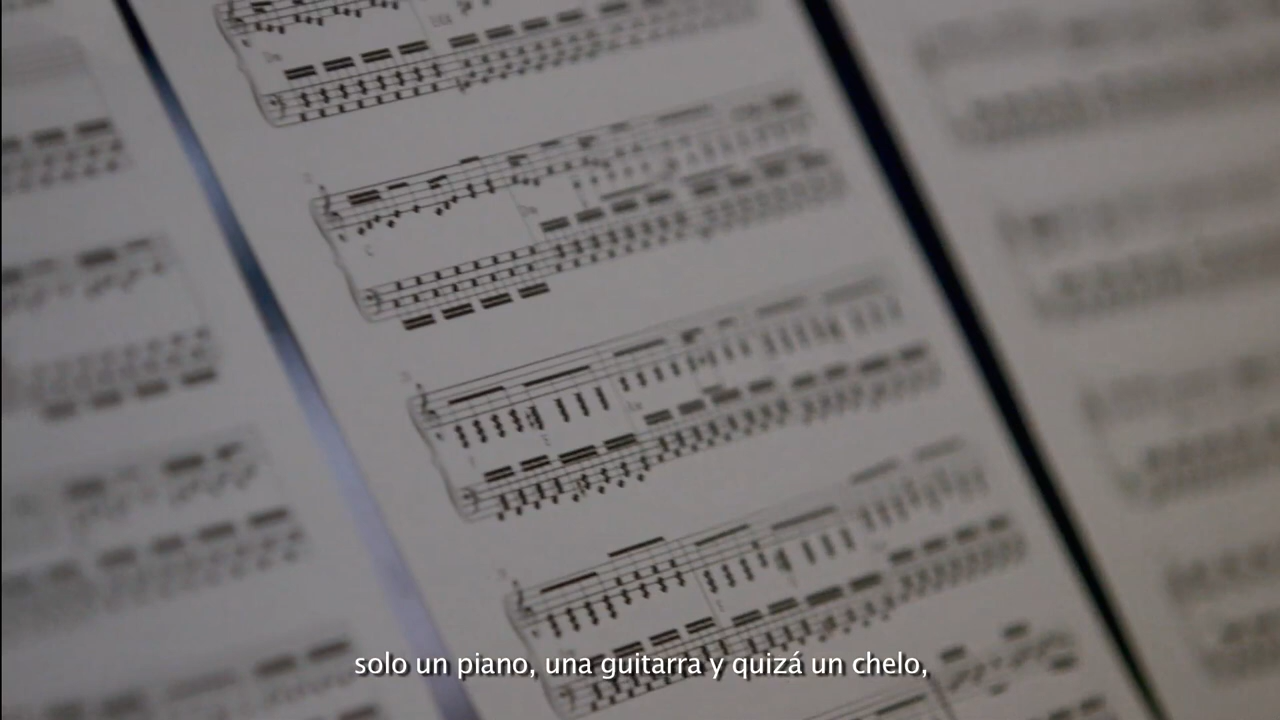 solo un piano, una guitarra y quizá un chelo,